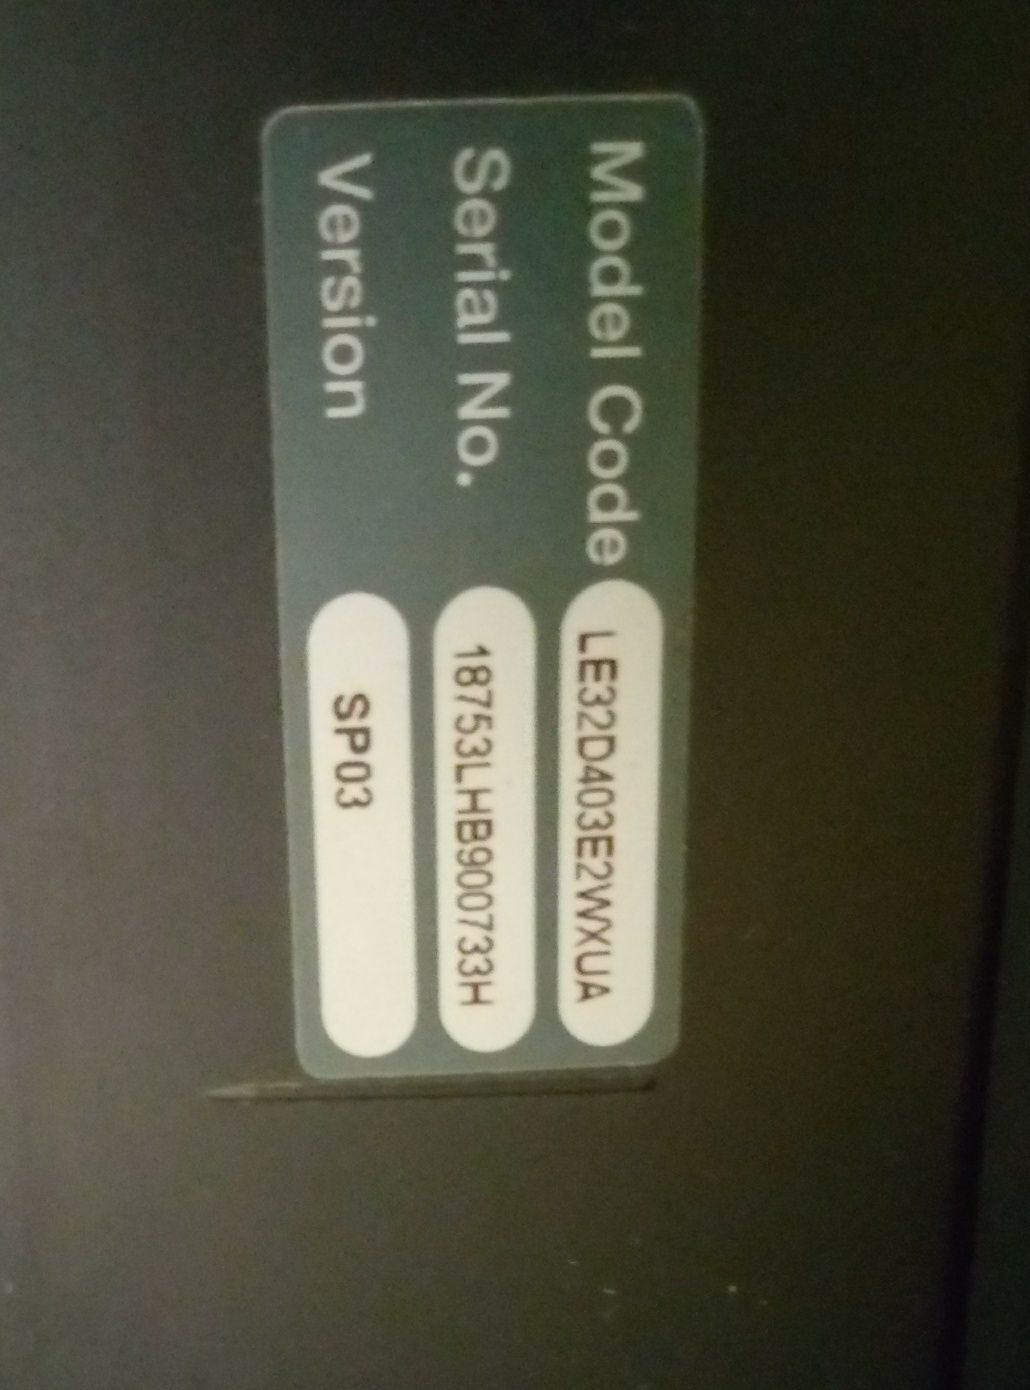 Model Code LE32D403E2WXUA
Serial No. 18753LHB900733H
Version SP03